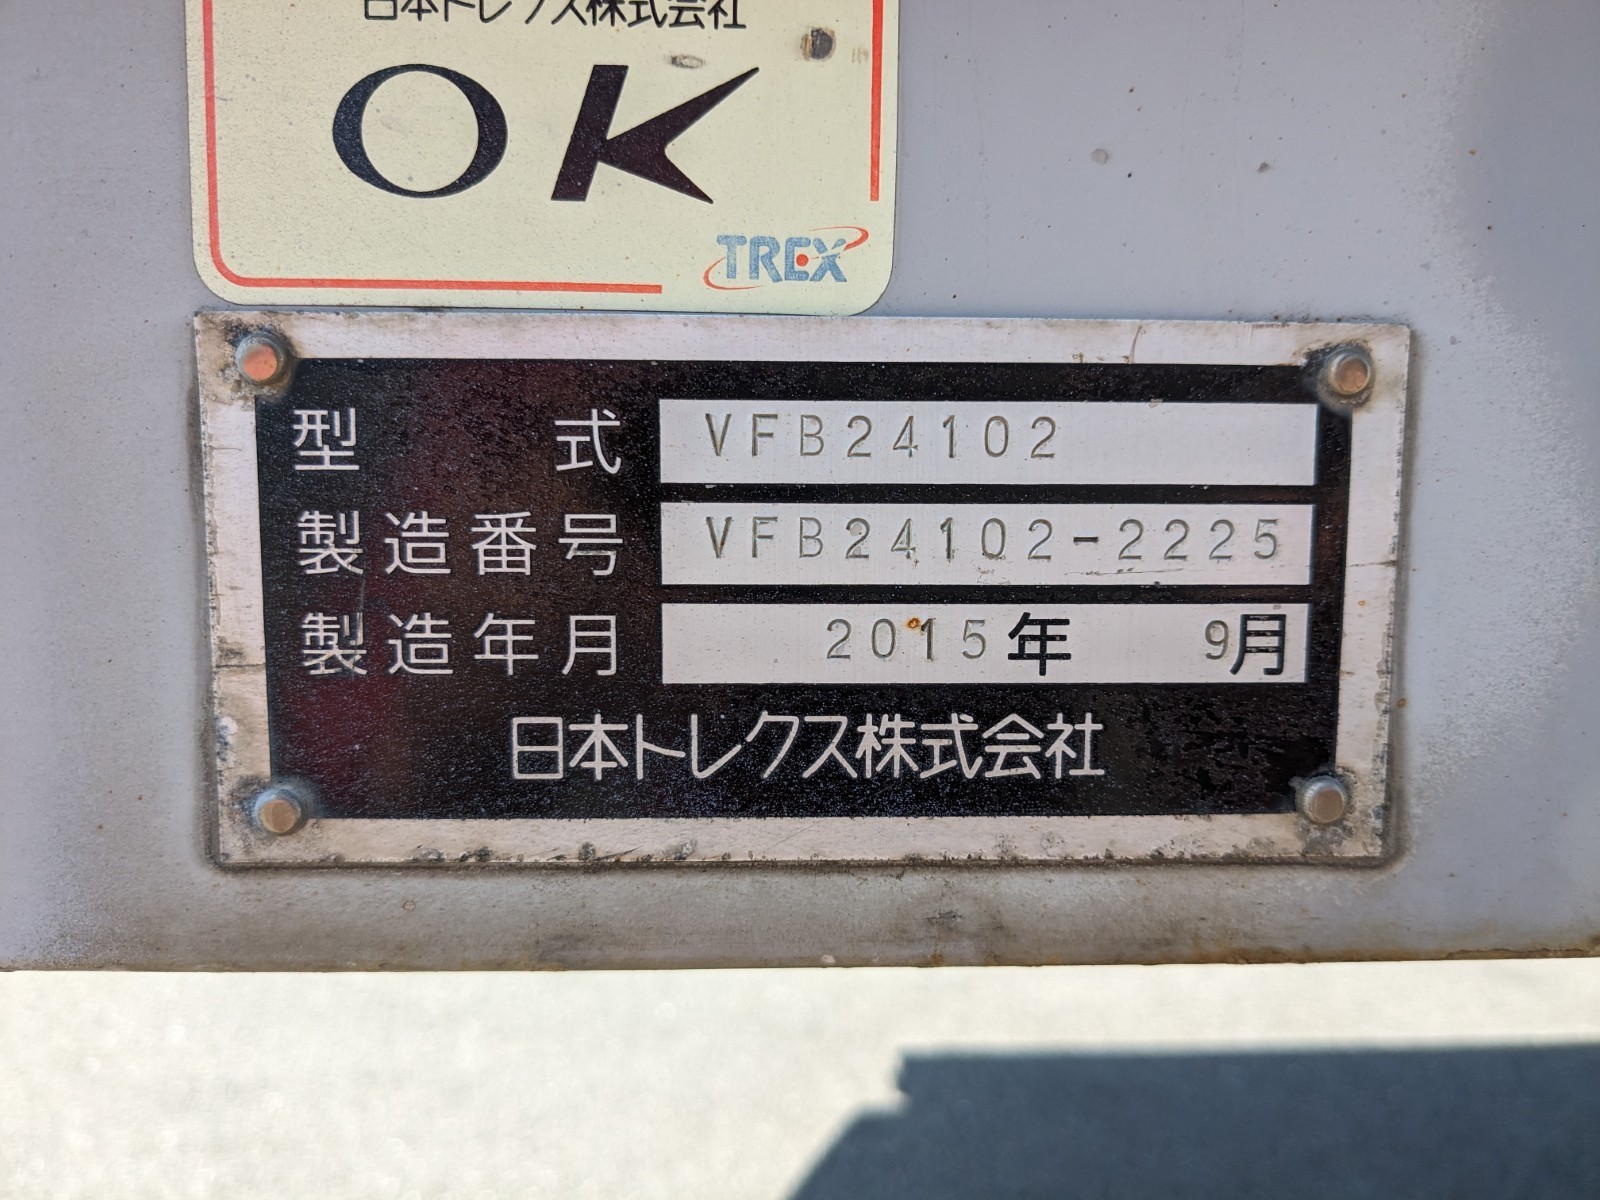 日本トレクス株式会社
OK
TREX
型式 VFB24102
製造番号 VFB24102-2225
製造年月 2015年 9月
日本トレクス株式会社